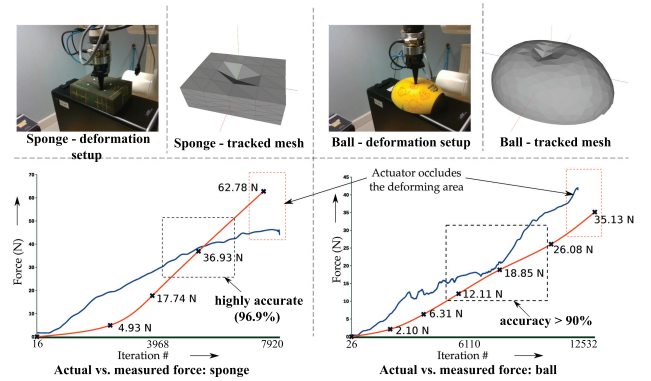 Sponge - deformation setup
Sponge - tracked mesh
Ball - deformation setup
Ball - tracked mesh
Actuator occludes
the deforming area
Force (N)
70
60
50
40
30
20
10
0
62.78 N
36.93 N
17.74 N
4.93 N
highly accurate
(96.9%)
16
3968
7920
Iteration #
Actual vs. measured force: sponge
Force (N)
45
40
35
30
25
20
15
10
5
0
35.13 N
26.08 N
18.85 N
12.11 N
6.31 N
2.10 N
accuracy > 90%
26
6110
12532
Iteration #
Actual vs. measured force: ball